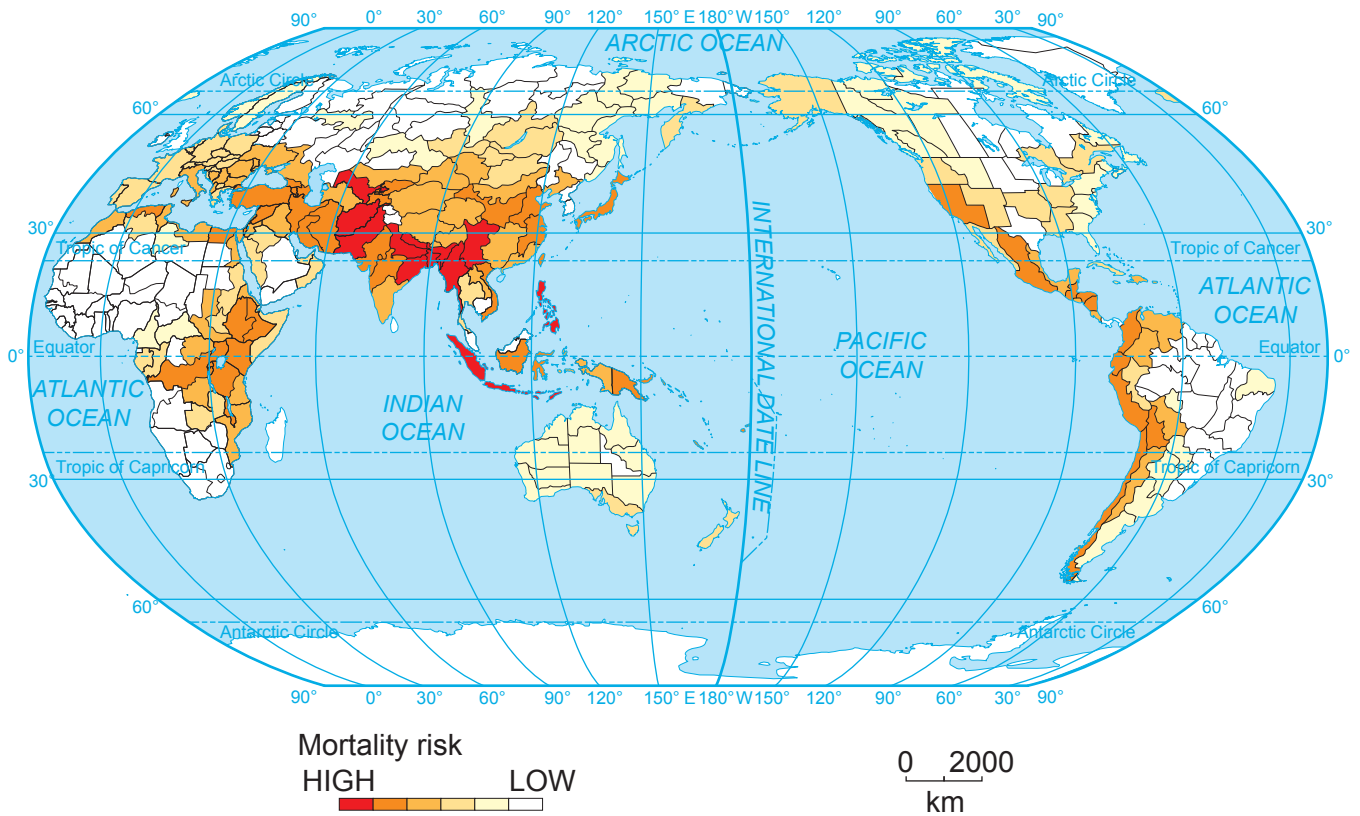 90° 0° 30° 60° 90° 120° 150° E 180° W 150° 120° 90° 60° 30° 90°
ARCTIC OCEAN
Arctic Circle Arctic Circle
60° 60°
INTERNATIONAL DATE LINE
30° 30°
Tropic of Cancer Tropic of Cancer
ATLANTIC
OCEAN
PACIFIC
OCEAN
Equator Equator
0° 0°
ATLANTIC
OCEAN
INDIAN
OCEAN
Tropic of Capricorn Tropic of Capricorn
30° 30°
60° 60°
Antarctic Circle Antarctic Circle
90° 0° 30° 60° 90° 120° 150° E 180° W 150° 120° 90° 60° 30° 90°
Mortality risk
HIGH LOW
0 2000
km